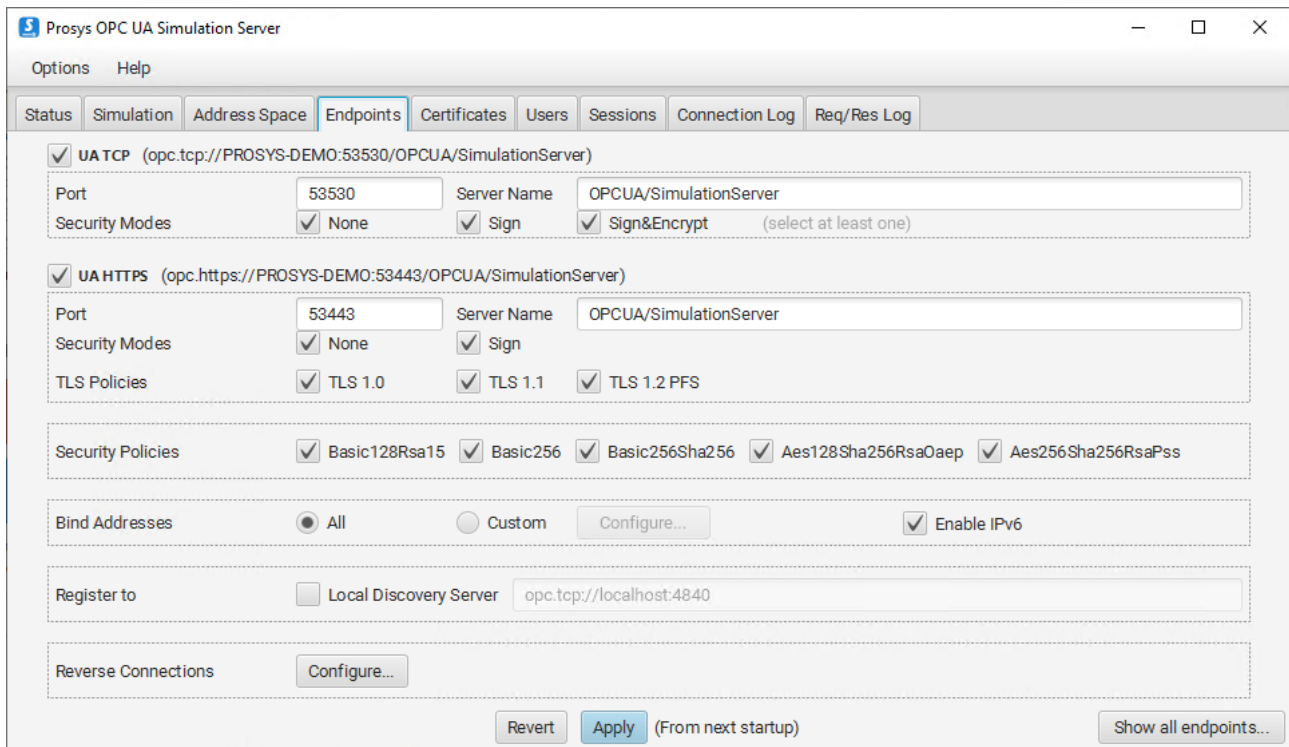 Prosys OPC UA Simulation Server
Options Help
Status Simulation Address Space Endpoints Certificates Users Sessions Connection Log Req/Res Log
UA TCP (opc.tcp://PROSYS-DEMO:53530/OPCUA/SimulationServer)
Port 53530 Server Name OPCUA/SimulationServer
Security Modes None Sign Sign&Encrypt (select at least one)
UA HTTPS (opc.https://PROSYS-DEMO:53443/OPCUA/SimulationServer)
Port 53443 Server Name OPCUA/SimulationServer
Security Modes None Sign
TLS Policies TLS 1.0 TLS 1.1 TLS 1.2 PFS
Security Policies Basic128Rsa15 Basic256 Basic256Sha256 Aes128Sha256RsaOaep Aes256Sha256RsaPss
Bind Addresses All Custom Configure... Enable IPv6
Register to Local Discovery Server opc.tcp://localhost:4840
Reverse Connections Configure...
Revert Apply (From next startup) Show all endpoints...